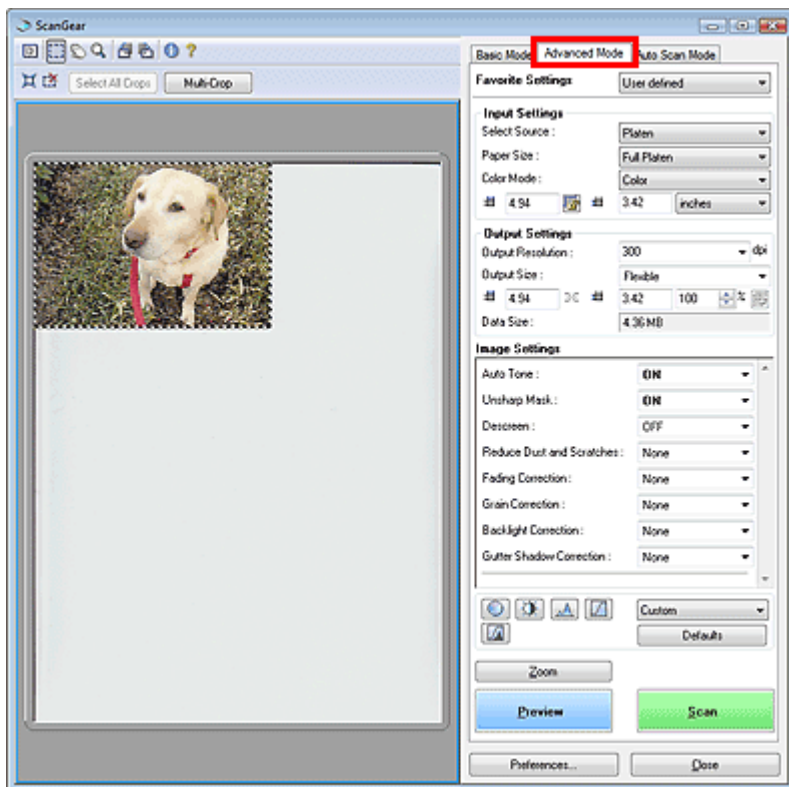 ScanGear
Basic Mode Advanced Mode Auto Scan Mode
Select All Crops Multi-Crop
Favorite Settings User defined
Input Settings
Select Source : Platen
Paper Size : Full Platen
Color Mode : Color
4.94 3.42 inches
Output Settings
Output Resolution : 300 dpi
Output Size : Flexible
4.94 3.42 100 %
Data Size : 4.36 MB
Image Settings
Auto Tone : ON
Unsharp Mask : ON
Descreen : OFF
Reduce Dust and Scratches : None
Fading Correction : None
Grain Correction : None
Backlight Correction : None
Gutter Shadow Correction : None
Custom
Defaults
Zoom
Preview Scan
Preferences... Close